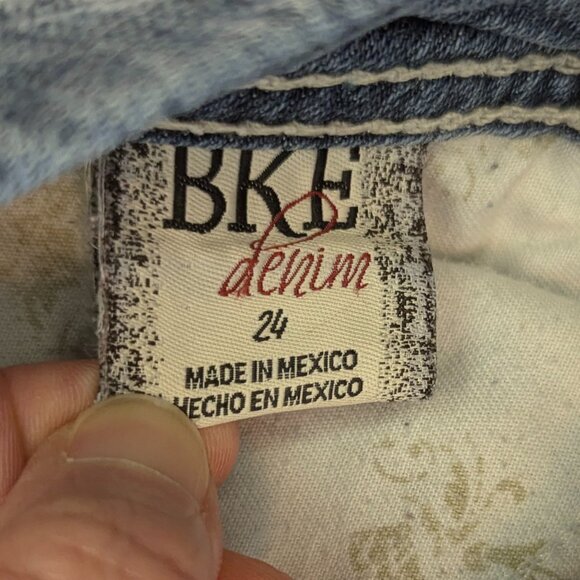 BKE
denim
24
MADE IN MEXICO
HECHO EN MEXICO